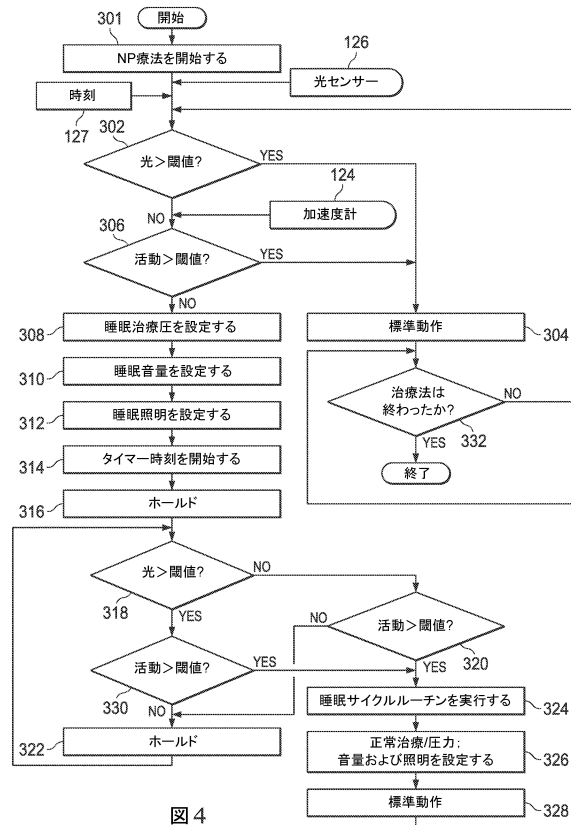 開始
301
NP療法を開始する
126
光センサー
時刻
127
302
光＞閾値?
YES
NO
124
加速度計
306
活動＞閾値?
YES
NO
308
睡眠治療圧を設定する
標準動作
304
310
睡眠音量を設定する
312
睡眠照明を設定する
治療法は
終わったか?
NO
332
YES
314
タイマー時刻を開始する
終了
316
ホールド
光＞閾値?
NO
318
YES
NO
活動＞閾値?
320
YES
活動＞閾値?
YES
330
NO
睡眠サイクルルーチンを実行する
324
322
ホールド
正常治療/圧力;
音量および照明を設定する
326
標準動作
328
図4